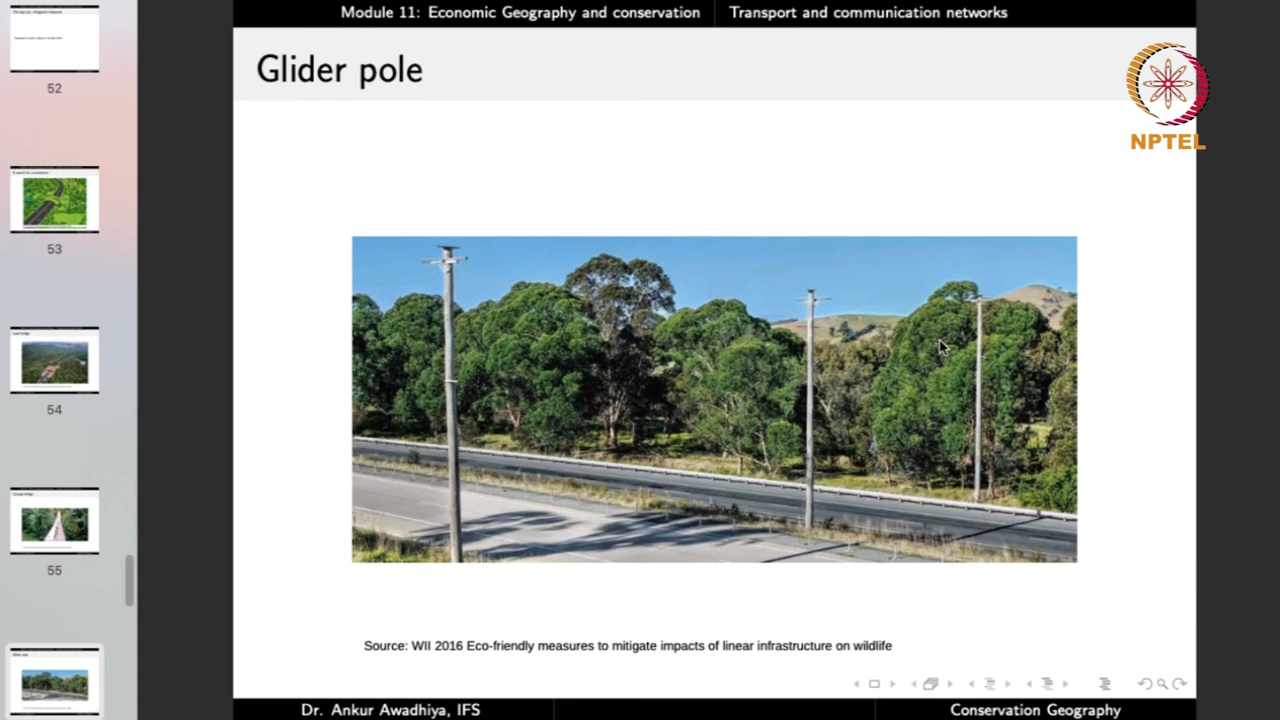 Module 11: Economic Geography and conservation
Transport and communication networks
Glider pole
NPTEL
52
53
54
55
Source: WII 2016 Eco-friendly measures to mitigate impacts of linear infrastructure on wildlife
Dr. Ankur Awadhiya, IFS
Conservation Geography